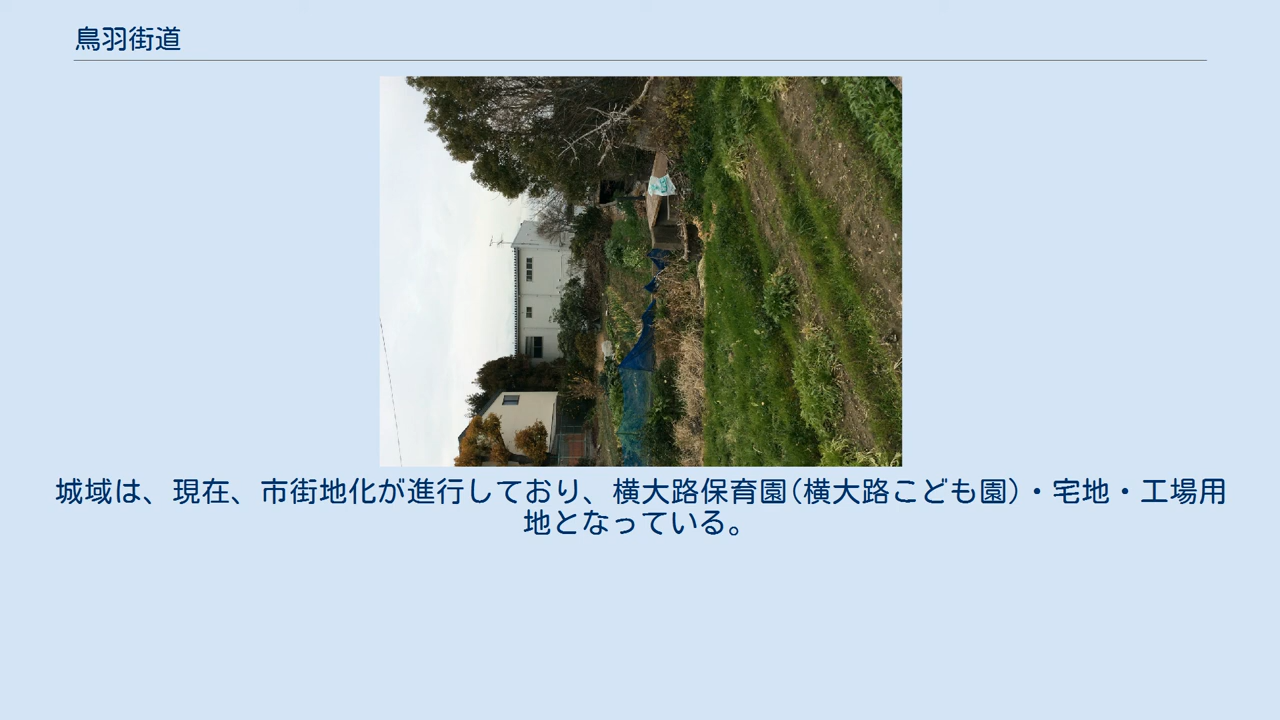 鳥羽街道
城域は、現在、市街地化が進行しており、横大路保育園(横大路こども園)・宅地・工場用
地となっている。